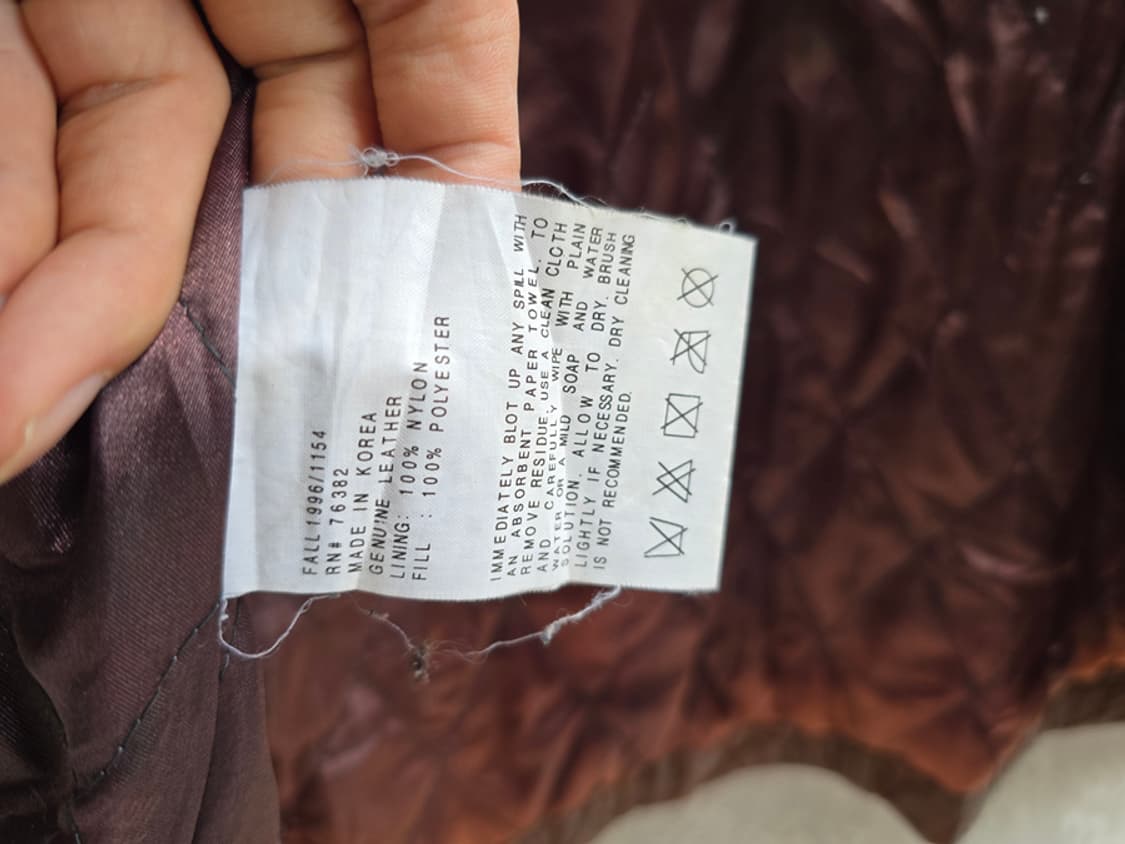 FALL1996/1154
RN# 76382
MADE IN KOREA
GENUINE LEATHER
LINING: 100% NYLON
FILL : 100% POLYESTER
IMMEDIATELY BLOT UP ANY SPILL WITH
AN ABSORBENT PAPER TOWEL. TO
REMOVE RESIDUE, USE A CLEAN CLOTH
AND CAREFULLY WIPE WITH PLAIN
WATER OR A MILD SOAP AND WATER
SOLUTION. ALLOW TO DRY. BRUSH
LIGHTLY IF NECESSARY. DRY CLEANING
IS NOT RECOMMENDED.